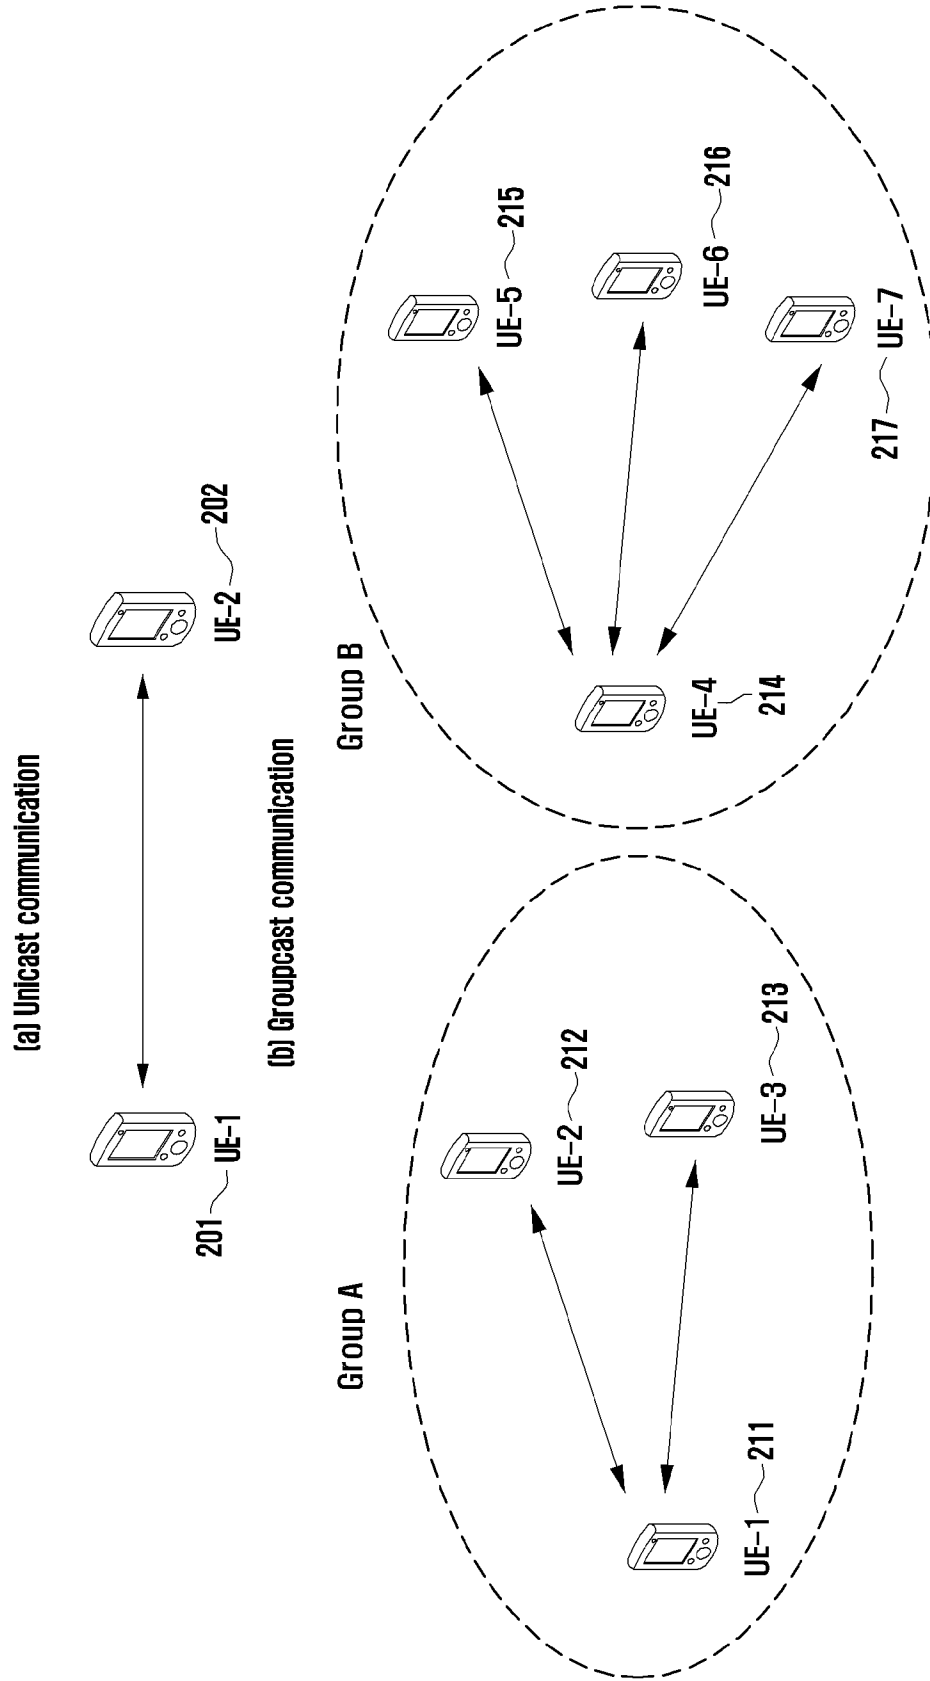 (a) Unicast communication
UE-1
201
UE-2
202
(b) Groupcast communication
Group A
UE-1
211
UE-2
212
UE-3
213
Group B
UE-4
214
UE-5
215
UE-6
216
UE-7
217